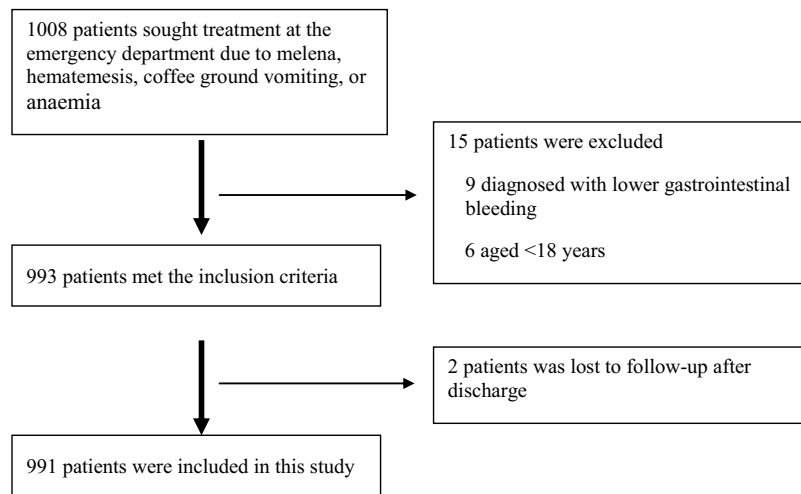 1008 patients sought treatment at the
emergency department due to melena,
hematemesis, coffee ground vomiting, or
anaemia
15 patients were excluded
9 diagnosed with lower gastrointestinal
bleeding
6 aged <18 years
993 patients met the inclusion criteria
2 patients was lost to follow-up after
discharge
991 patients were included in this study